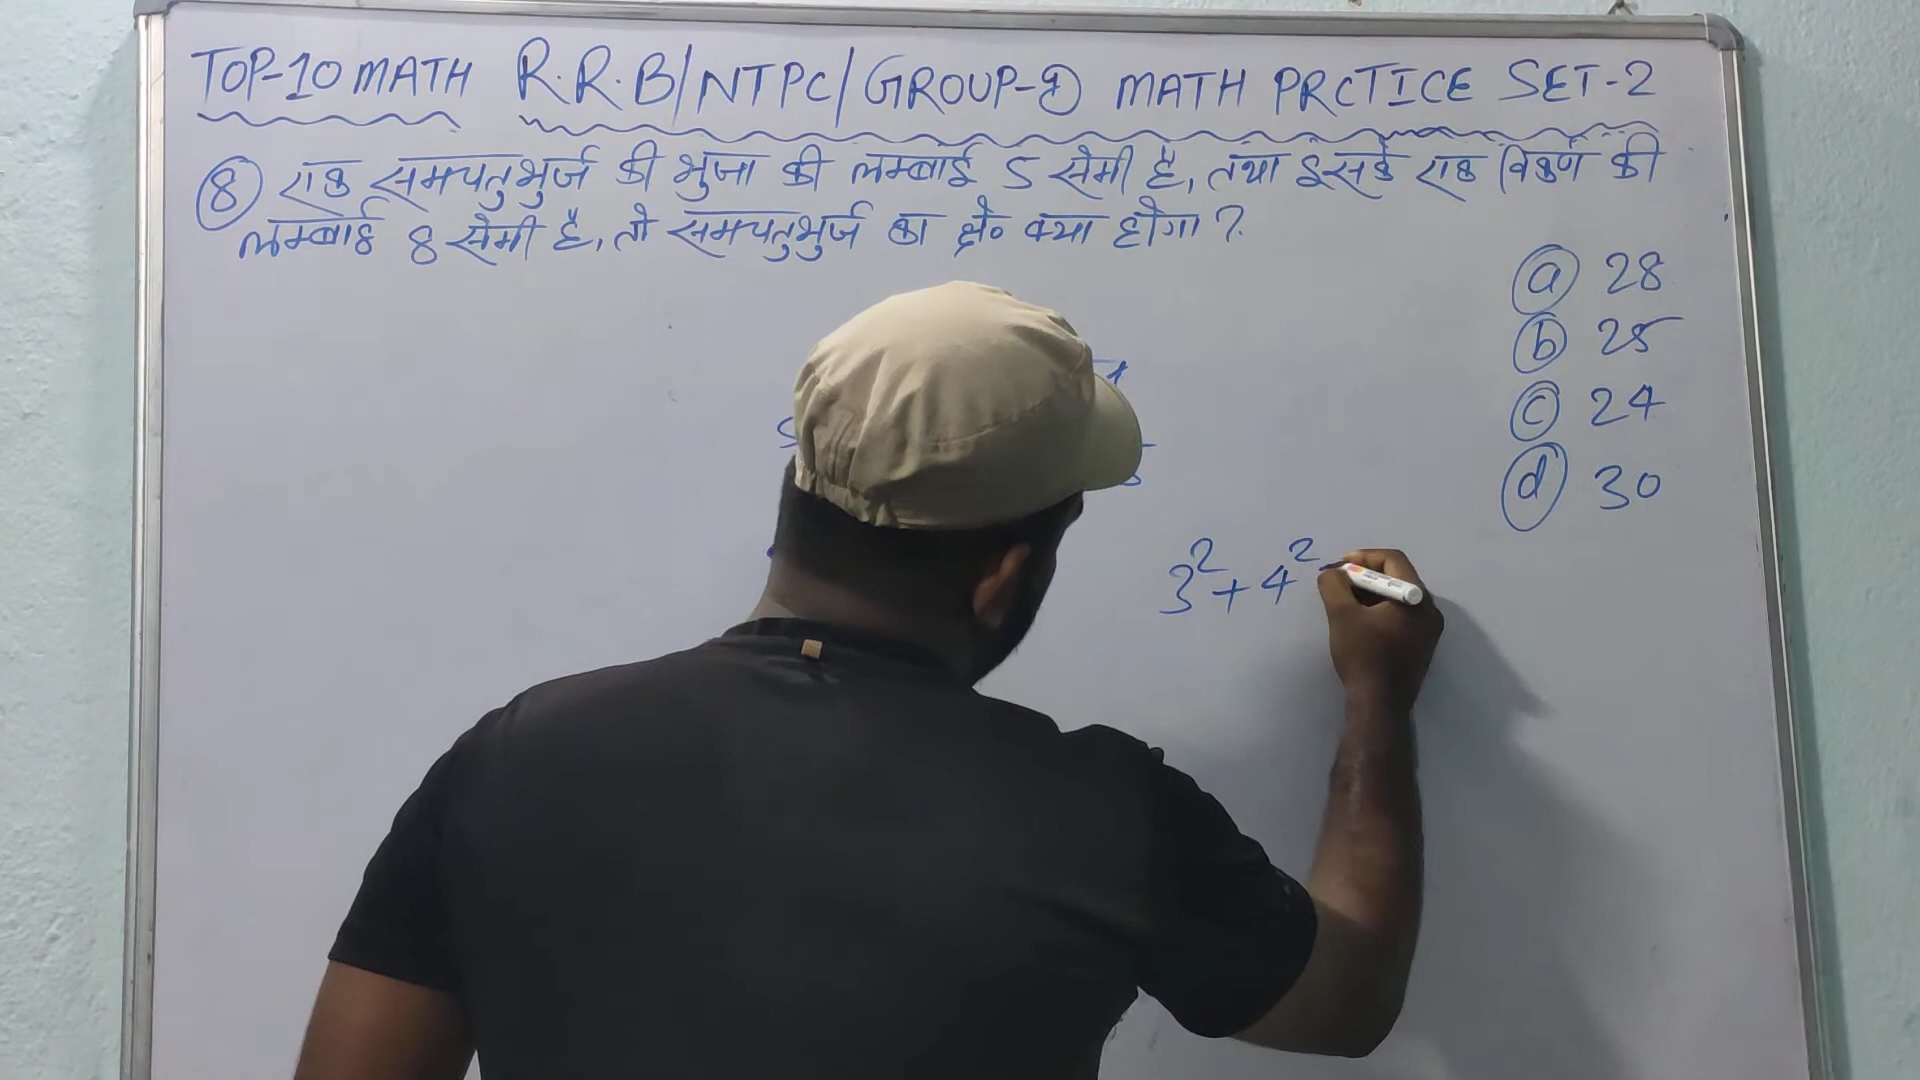 TOP-10 MATH R.R.B/NTPC/GROUP-D MATH PRCTICE SET-2
8 एक समचतुर्भुज की भुजा की लम्बाई 5 सेमी है, तथा इसके एक विकर्ण की
लम्बाई 8 सेमी है, तो समचतुर्भुज का क्षे० क्या होगा ?
a 28
b 25
c 24
d 30
3²+4²